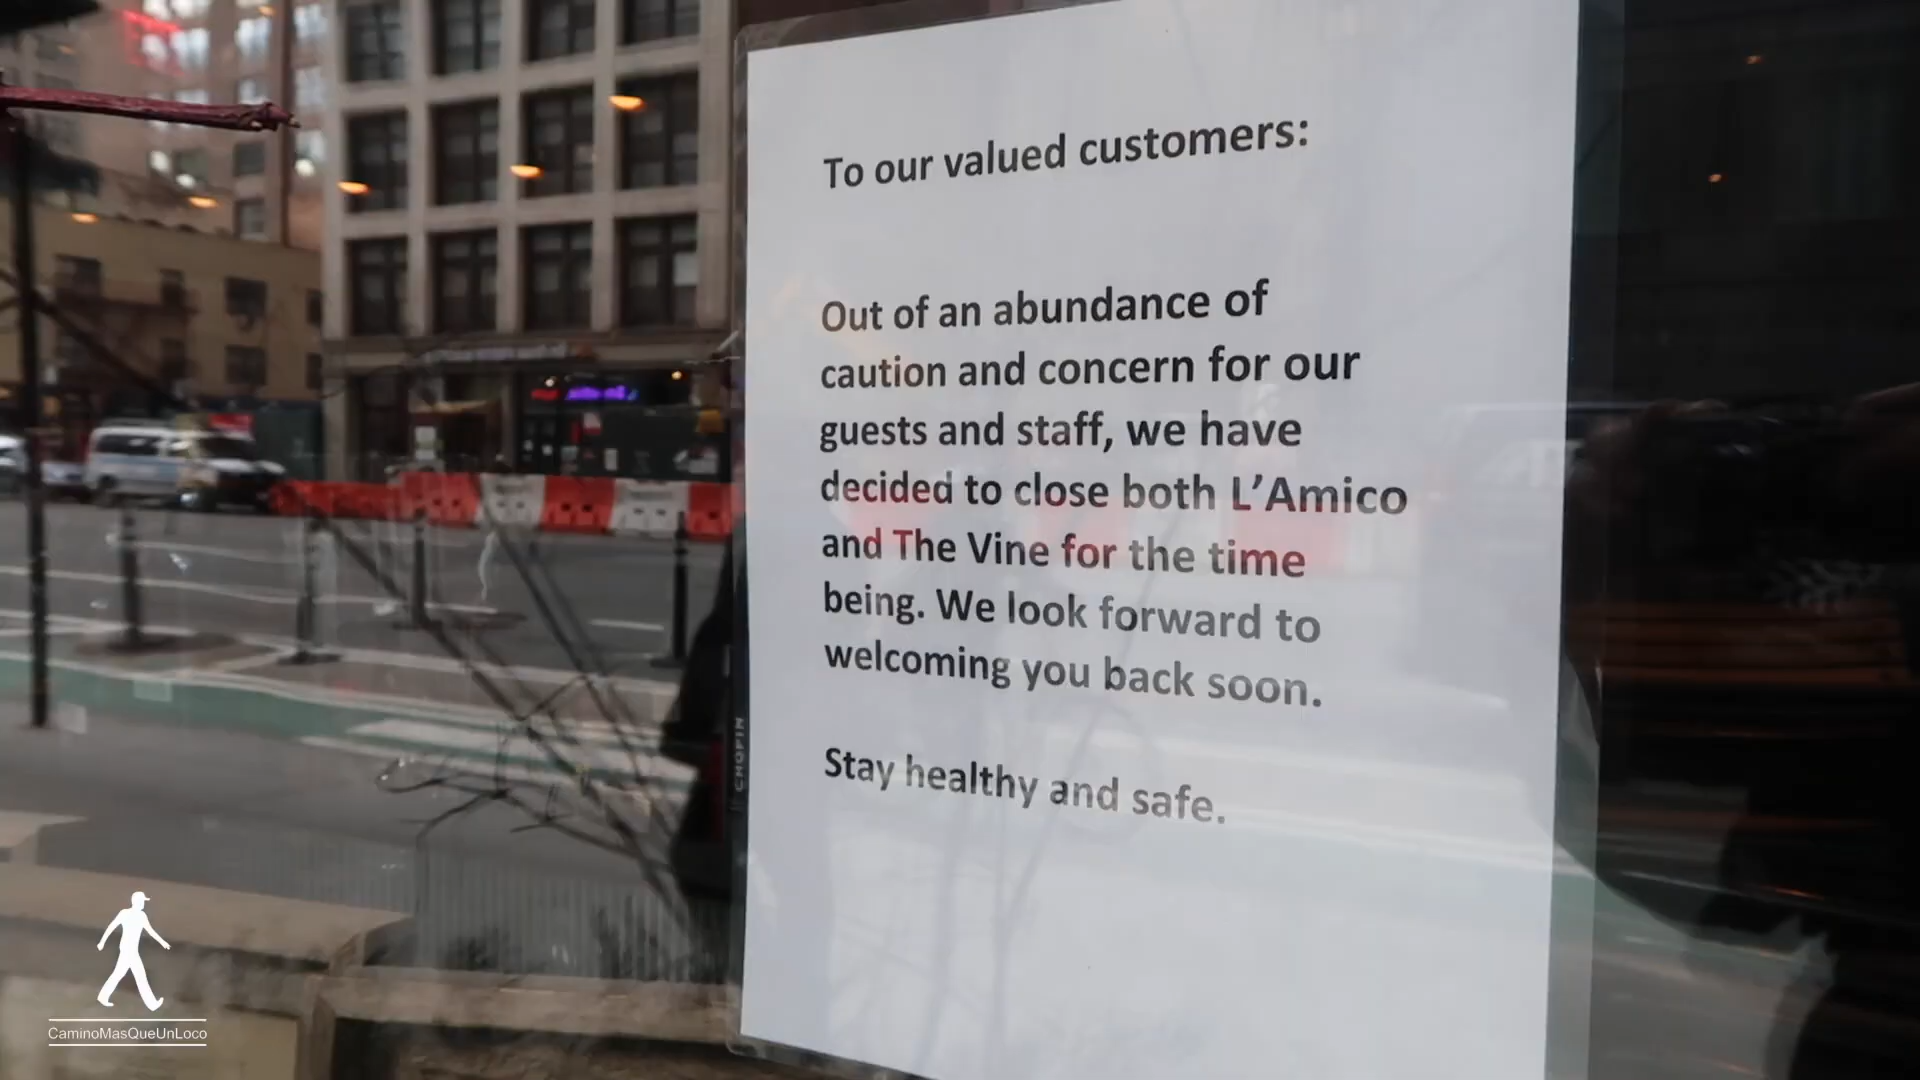 To our valued customers:
Out of an abundance of
caution and concern for our
guests and staff, we have
decided to close both L’Amico
and The Vine for the time
being. We look forward to
welcoming you back soon.
Stay healthy and safe.
CHOPIN
CaminoMasQueUnLoco